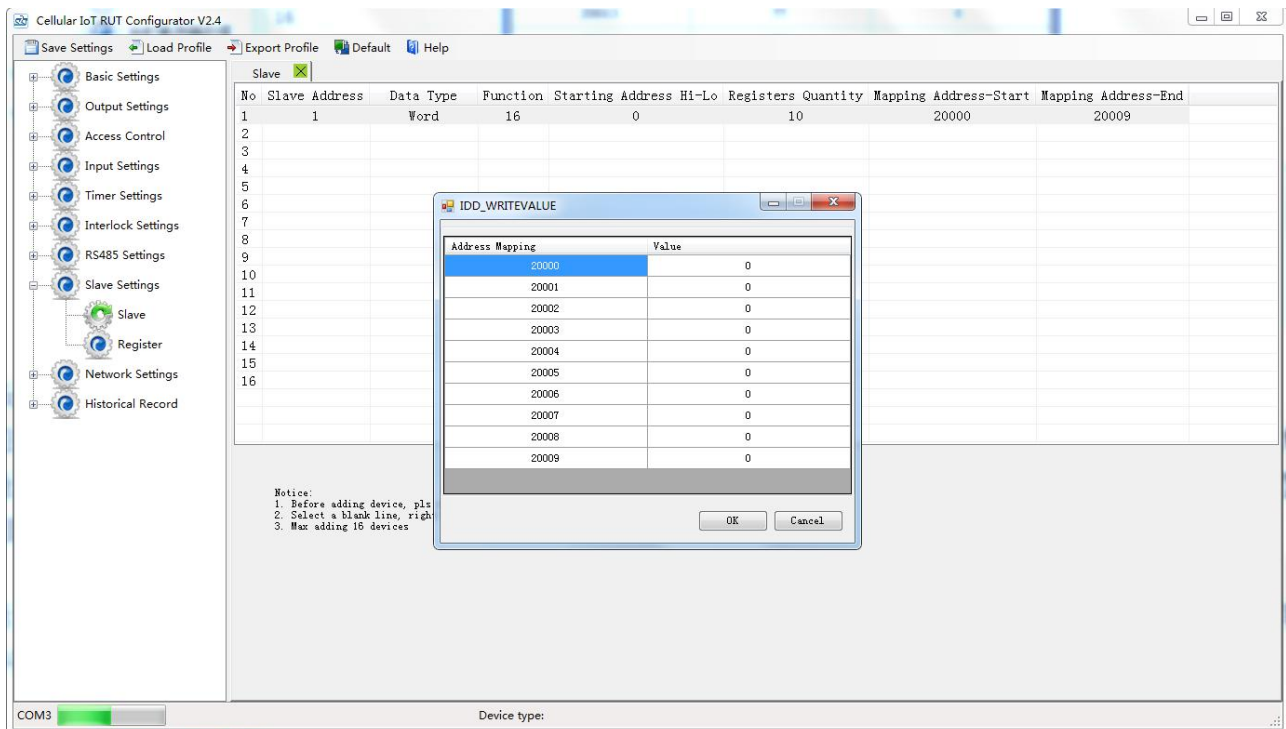 Cellular IoT RUT Configurator V2.4
Save Settings Load Profile Export Profile Default Help
Basic Settings
Output Settings
Access Control
Input Settings
Timer Settings
Interlock Settings
RS485 Settings
Slave Settings
Slave
Register
Network Settings
Historical Record
Slave
No Slave Address Data Type Function Starting Address Hi-Lo Registers Quantity Mapping Address-Start Mapping Address-End
1 1 Word 16 0 10 20000 20009
2
3
4
5
6
7
8
9
10
11
12
13
14
15
16
IDD_WRITEVALUE
Address Mapping Value
20000 0
20001 0
20002 0
20003 0
20004 0
20005 0
20006 0
20007 0
20008 0
20009 0
OK Cancel
Notice:
1. Before adding device, pls
2. Select a blank line, righ
3. Max adding 16 devices
COM3 Device type: